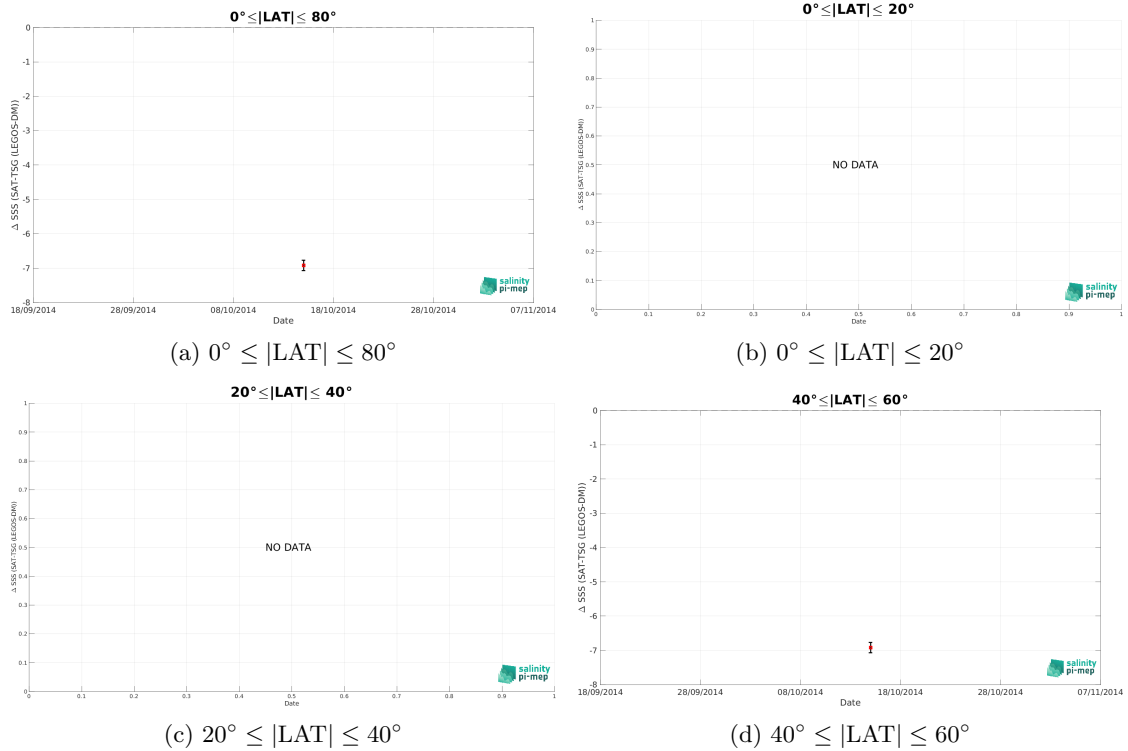 0°≤|LAT|≤ 80°
0
-1
-2
-3
-4
-5
-6
-7
-8
Δ SSS (SAT-TSG (LEGOS-DM))
18/09/2014 28/09/2014 08/10/2014 18/10/2014 28/10/2014 07/11/2014
Date
salinity
pi-mep
(a) 0° ≤ |LAT| ≤ 80°
0°≤|LAT|≤ 20°
1
0.9
0.8
0.7
0.6
0.5
0.4
0.3
0.2
0.1
0
Δ SSS (SAT-TSG (LEGOS-DM))
NO DATA
0 0.1 0.2 0.3 0.4 0.5 0.6 0.7 0.8 0.9 1
Date
salinity
pi-mep
(b) 0° ≤ |LAT| ≤ 20°
20°≤|LAT|≤ 40°
1
0.9
0.8
0.7
0.6
0.5
0.4
0.3
0.2
0.1
0
Δ SSS (SAT-TSG (LEGOS-DM))
NO DATA
0 0.1 0.2 0.3 0.4 0.5 0.6 0.7 0.8 0.9 1
Date
salinity
pi-mep
(c) 20° ≤ |LAT| ≤ 40°
40°≤|LAT|≤ 60°
0
-1
-2
-3
-4
-5
-6
-7
-8
Δ SSS (SAT-TSG (LEGOS-DM))
18/09/2014 28/09/2014 08/10/2014 18/10/2014 28/10/2014 07/11/2014
Date
salinity
pi-mep
(d) 40° ≤ |LAT| ≤ 60°